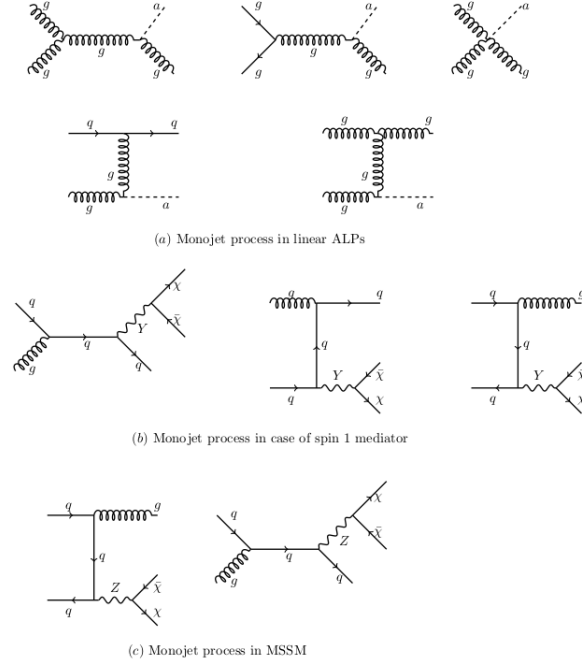 g a g a g a
g g
g g g g g g
q q g g
g g
g a g a
(a) Monojet process in linear ALPs
q χ g q q g
Y χ̄
q q q q
g q Y χ̄ Y χ̄
q χ q χ
(b) Monojet process in case of spin 1 mediator
q g q χ
Z χ̄
q q
Z χ̄ g q
q χ
(c) Monojet process in MSSM